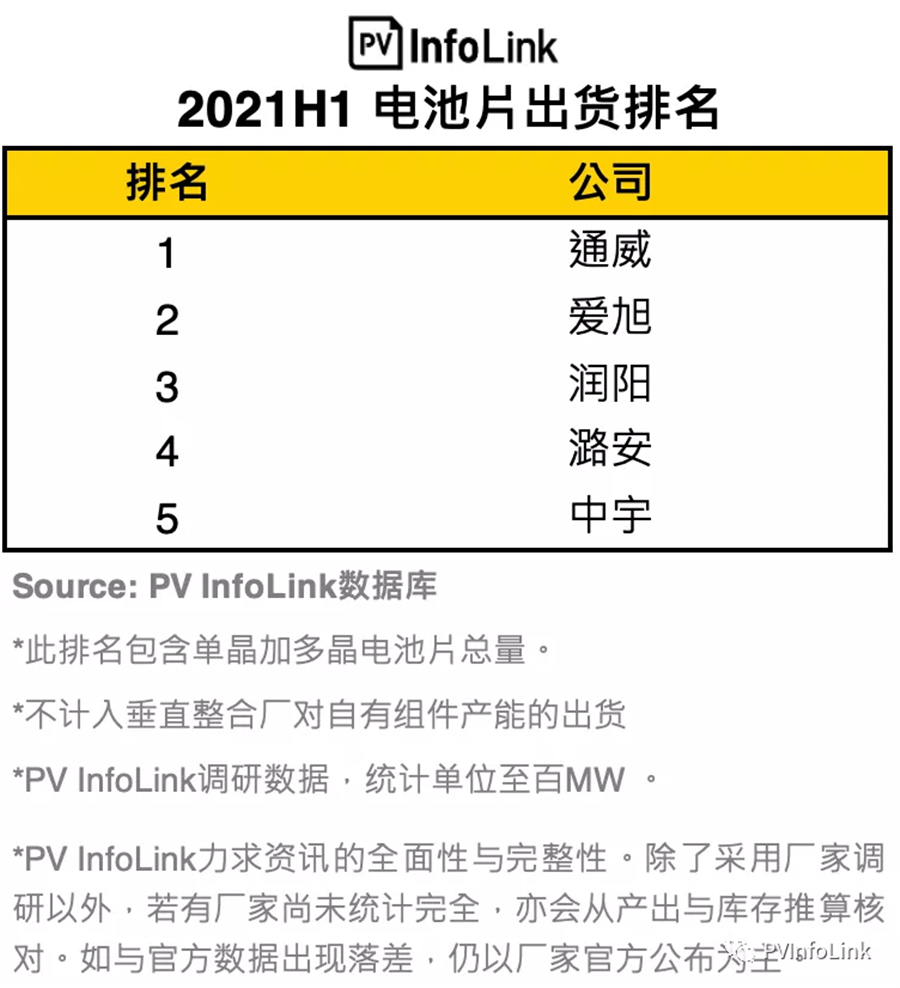 PV InfoLink
2021H1 电池片出货排名
排名 公司
1 通威
2 爱旭
3 润阳
4 潞安
5 中宇
Source: PV InfoLink数据库
*此排名包含单晶加多晶电池片总量。
*不计入垂直整合厂对自有组件产能的出货
*PV InfoLink调研数据，统计单位至百MW 。
*PV InfoLink力求资讯的全面性与完整性。除了采用厂家调
研以外，若有厂家尚未统计完全，亦会从产出与库存推算核
对。如与官方数据出现落差，仍以厂家官方公布为主。
PVInfoLink